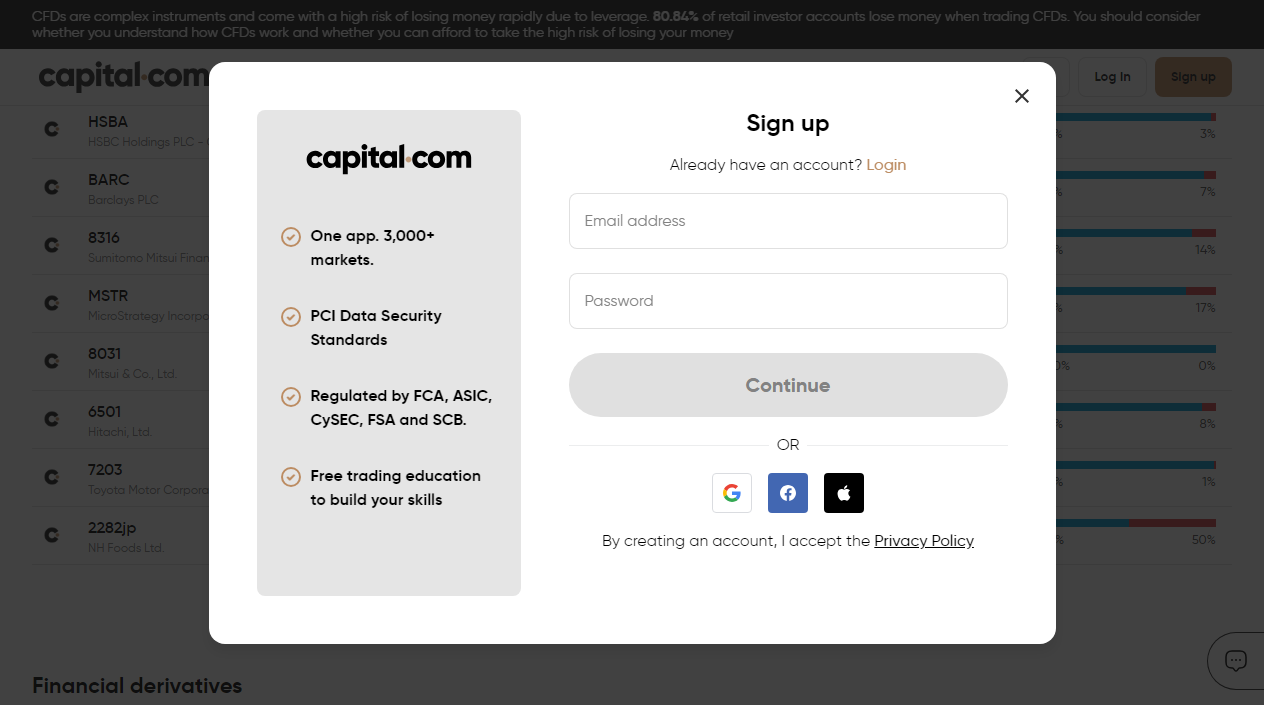 CFDs are complex instruments and come with a high risk of losing money rapidly due to leverage. 80.84% of retail investor accounts lose money when trading CFDs. You should consider
whether you understand how CFDs work and whether you can afford to take the high risk of losing your money
capital.com
Log In
Sign up
HSBA
HSBC Holdings PLC -
3%
BARC
Barclays PLC
7%
8316
Sumitomo Mitsui Finan
14%
MSTR
MicroStrategy Incorpo
17%
8031
Mitsui & Co., Ltd.
0%
6501
Hitachi, Ltd.
8%
7203
Toyota Motor Corpora
1%
2282jp
NH Foods Ltd.
50%
Financial derivatives
capital.com
One app. 3,000+
markets.
PCI Data Security
Standards
Regulated by FCA, ASIC,
CySEC, FSA and SCB.
Free trading education
to build your skills
Sign up
Already have an account? Login
Email address
Password
Continue
OR
By creating an account, I accept the Privacy Policy